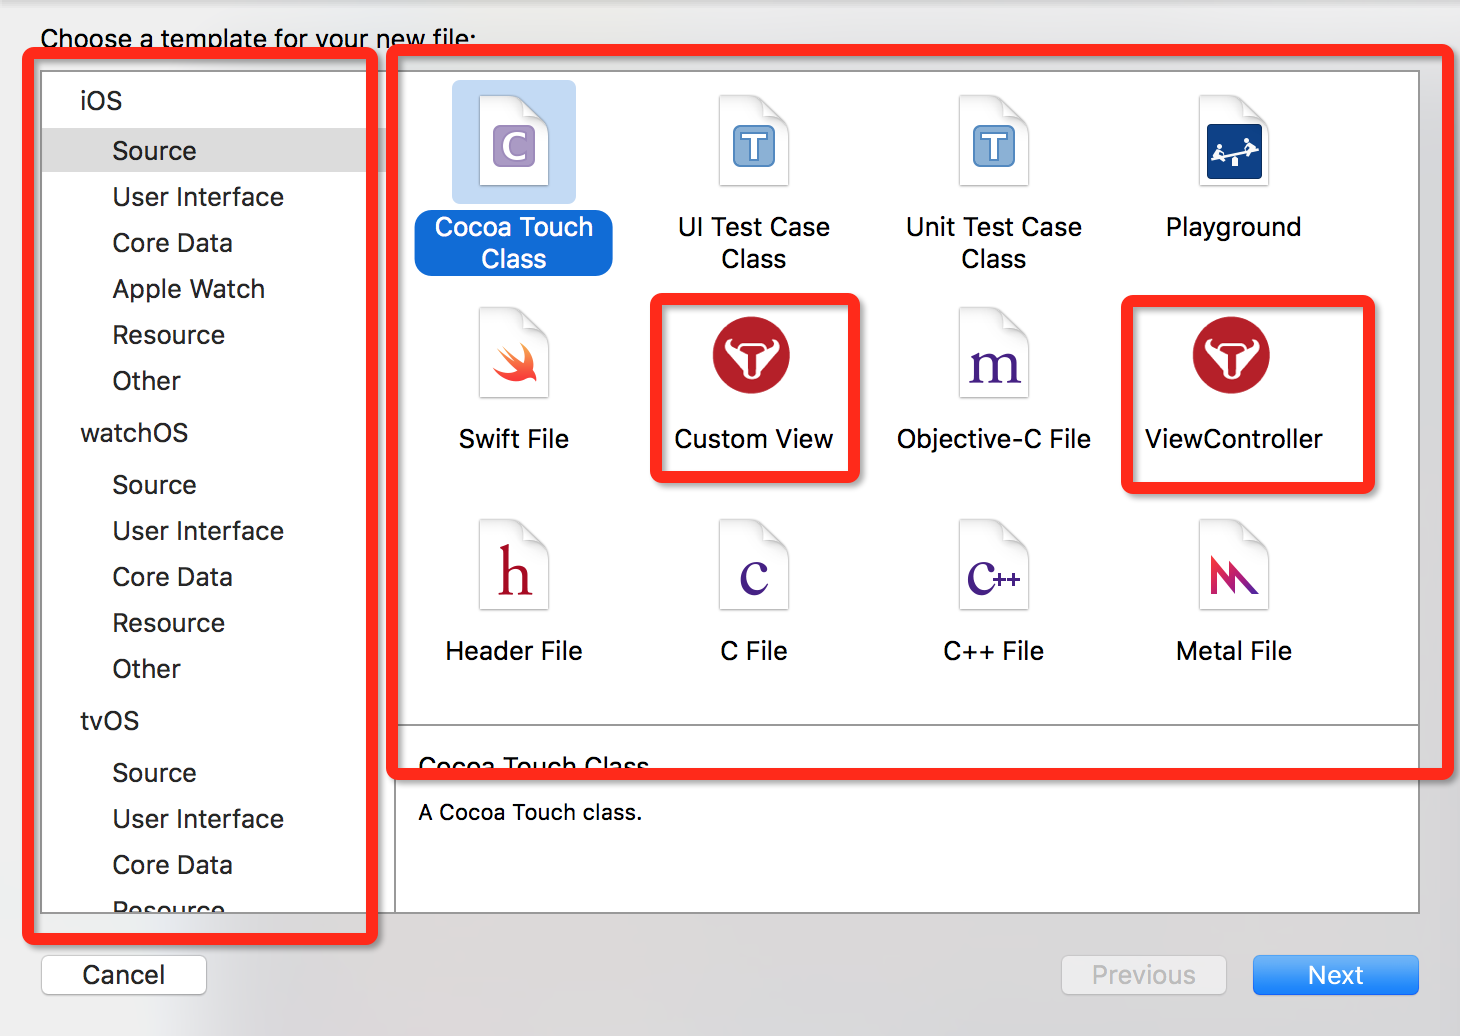 Choose a template for your new file:
iOS
Source
User Interface
Core Data
Apple Watch
Resource
Other
watchOS
Source
User Interface
Core Data
Resource
Other
tvOS
Source
User Interface
Core Data
Resource
C
T
T
Cocoa Touch
Class
UI Test Case
Class
Unit Test Case
Class
Playground
m
Swift File
Custom View
Objective-C File
ViewController
h
c
C++
Header File
C File
C++ File
Metal File
Cocoa Touch Class
A Cocoa Touch class.
Cancel
Previous
Next